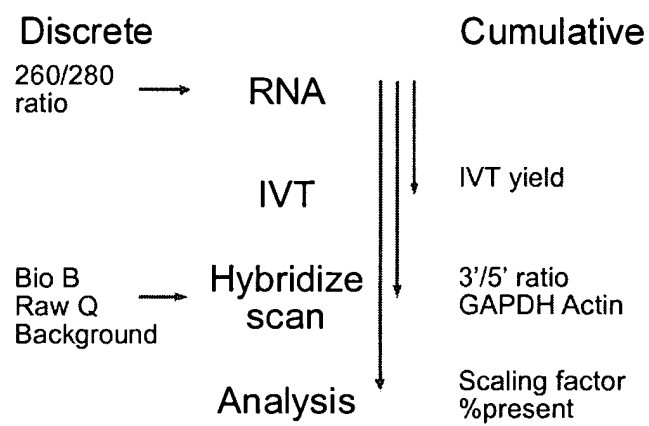 Discrete
Cumulative
260/280
ratio
RNA
IVT
IVT yield
Bio B
Raw Q
Background
Hybridize
scan
3'/5' ratio
GAPDH Actin
Analysis
Scaling factor
%present